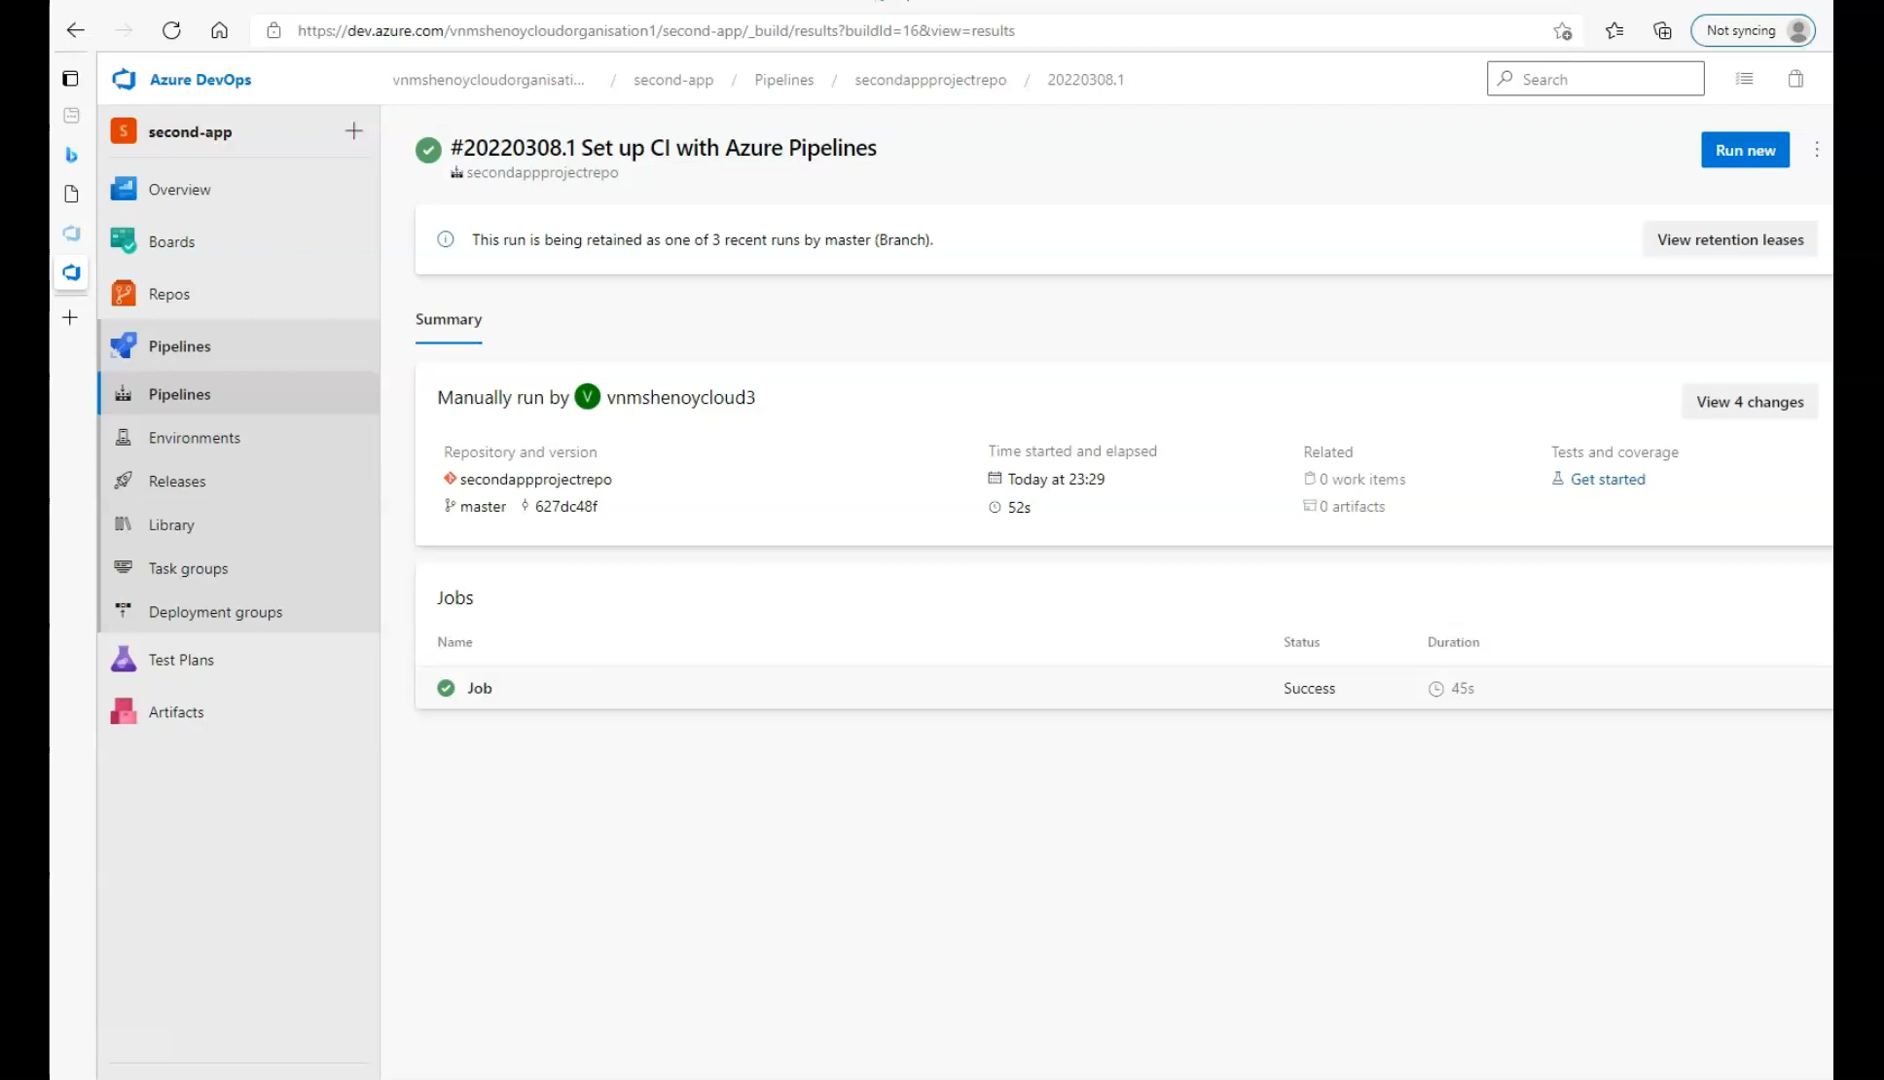 https://dev.azure.com/vnmshenoycloudorganisation1/second-app/_build/results?buildId=16&view=results
Not syncing
Azure DevOps
vnmshenoycloudorganisati... / second-app / Pipelines / secondappprojectrepo / 20220308.1
Search
S second-app
Overview
Boards
Repos
Pipelines
Pipelines
Environments
Releases
Library
Task groups
Deployment groups
Test Plans
Artifacts
#20220308.1 Set up CI with Azure Pipelines
secondappprojectrepo
Run new
This run is being retained as one of 3 recent runs by master (Branch).
View retention leases
Summary
Manually run by V vnmshenoycloud3
View 4 changes
Repository and version
secondappprojectrepo
master 627dc48f
Time started and elapsed
Today at 23:29
52s
Related
0 work items
0 artifacts
Tests and coverage
Get started
Jobs
Name Status Duration
Job Success 45s